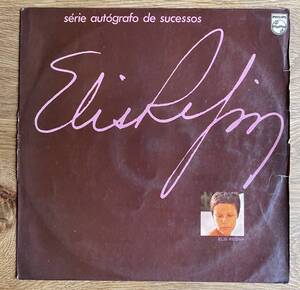 série autógrafo de sucessos
PHILIPS
Elis Regina
ELIS REGINA